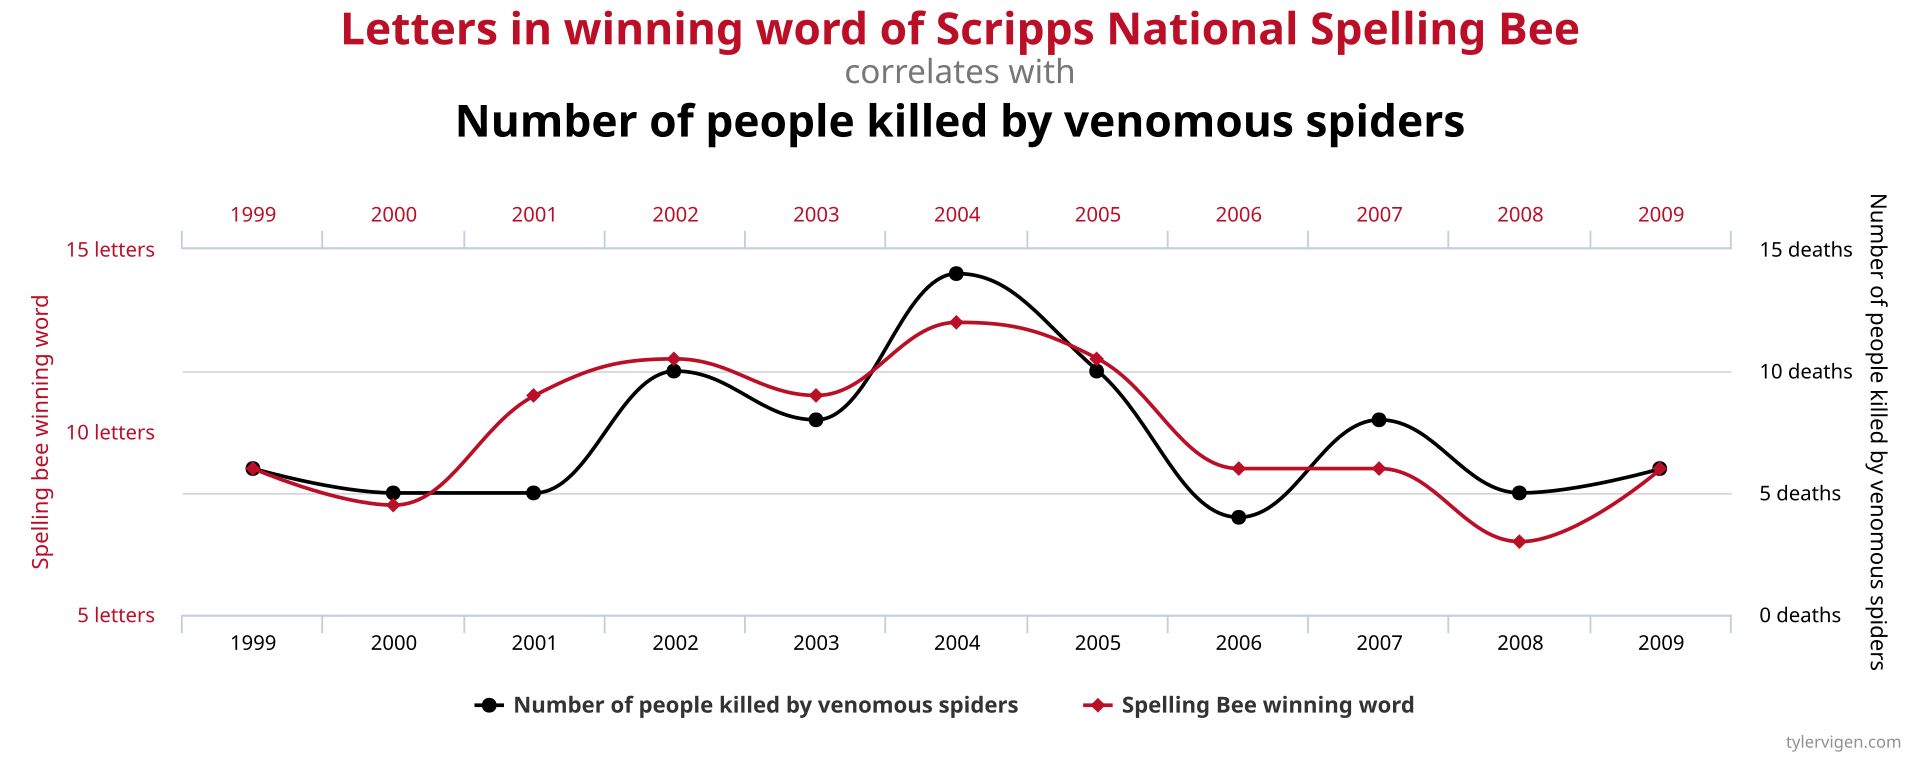 Letters in winning word of Scripps National Spelling Bee
correlates with
Number of people killed by venomous spiders
1999 2000 2001 2002 2003 2004 2005 2006 2007 2008 2009
15 letters
10 letters
5 letters
Spelling bee winning word
15 deaths
10 deaths
5 deaths
0 deaths
Number of people killed by venomous spiders
1999 2000 2001 2002 2003 2004 2005 2006 2007 2008 2009
Number of people killed by venomous spiders
Spelling Bee winning word
tylervigen.com